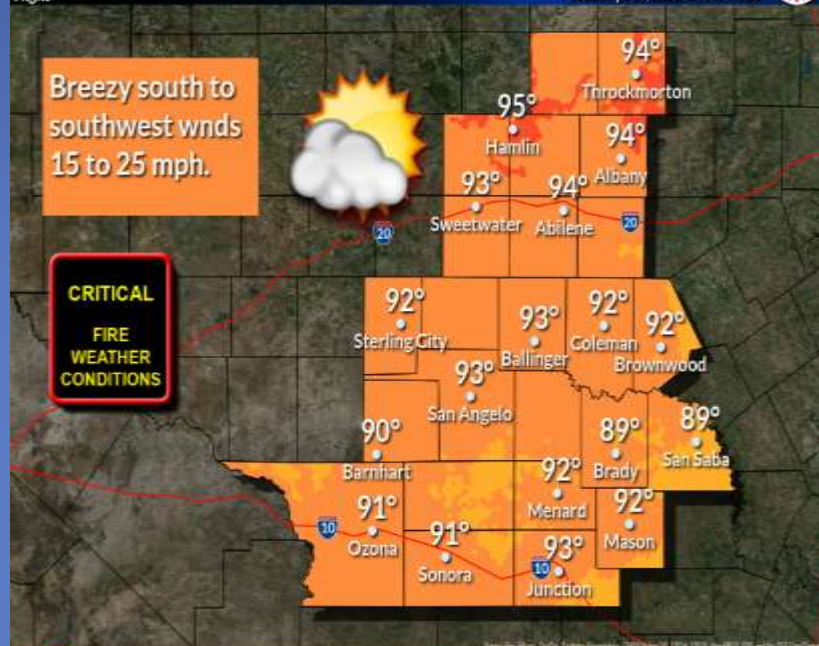 Breezy south to
southwest wnds
15 to 25 mph.
CRITICAL
FIRE
WEATHER
CONDITIONS
94°
Throckmorton
95°
Hamlin
94°
Albany
93°
Sweetwater
94°
Abilene
20
20
92°
Sterling City
93°
Ballinger
92°
Coleman
92°
Brownwood
93°
San Angelo
90°
Barnhart
89°
Brady
89°
San Saba
92°
Menard
92°
Mason
10
91°
Ozona
91°
Sonora
10
93°
Junction